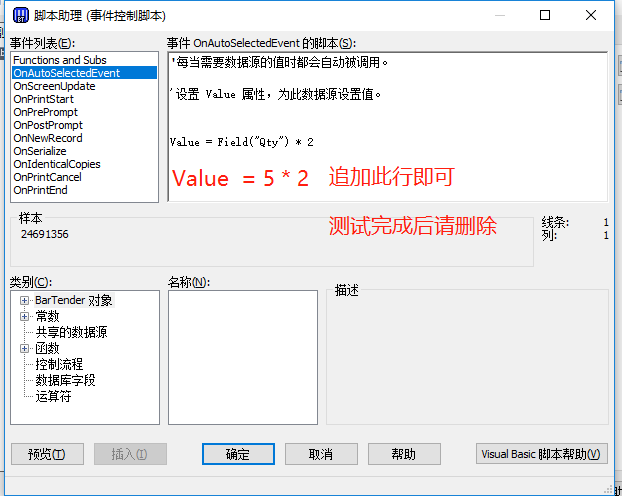 脚本助理 (事件控制脚本)
事件列表(E):
Functions and Subs
OnAutoSelectedEvent
OnScreenUpdate
OnPrintStart
OnPrePrompt
OnPostPrompt
OnNewRecord
OnSerialize
OnIdenticalCopies
OnPrintCancel
OnPrintEnd
事件 OnAutoSelectedEvent 的脚本(S):
'每当需要数据源的值时都会自动被调用。
'设置 Value 属性，为此数据源设置值。
Value = Field("Qty") * 2
Value = 5 * 2 追加此行即可
测试完成后请删除
样本
24691356
线条: 1
列: 1
类别(C):
BarTender 对象
常数
共享的数据源
函数
控制流程
数据库字段
运算符
名称(N):
描述
预览(T)
插入(I)
确定
取消
帮助
Visual Basic 脚本帮助(V)